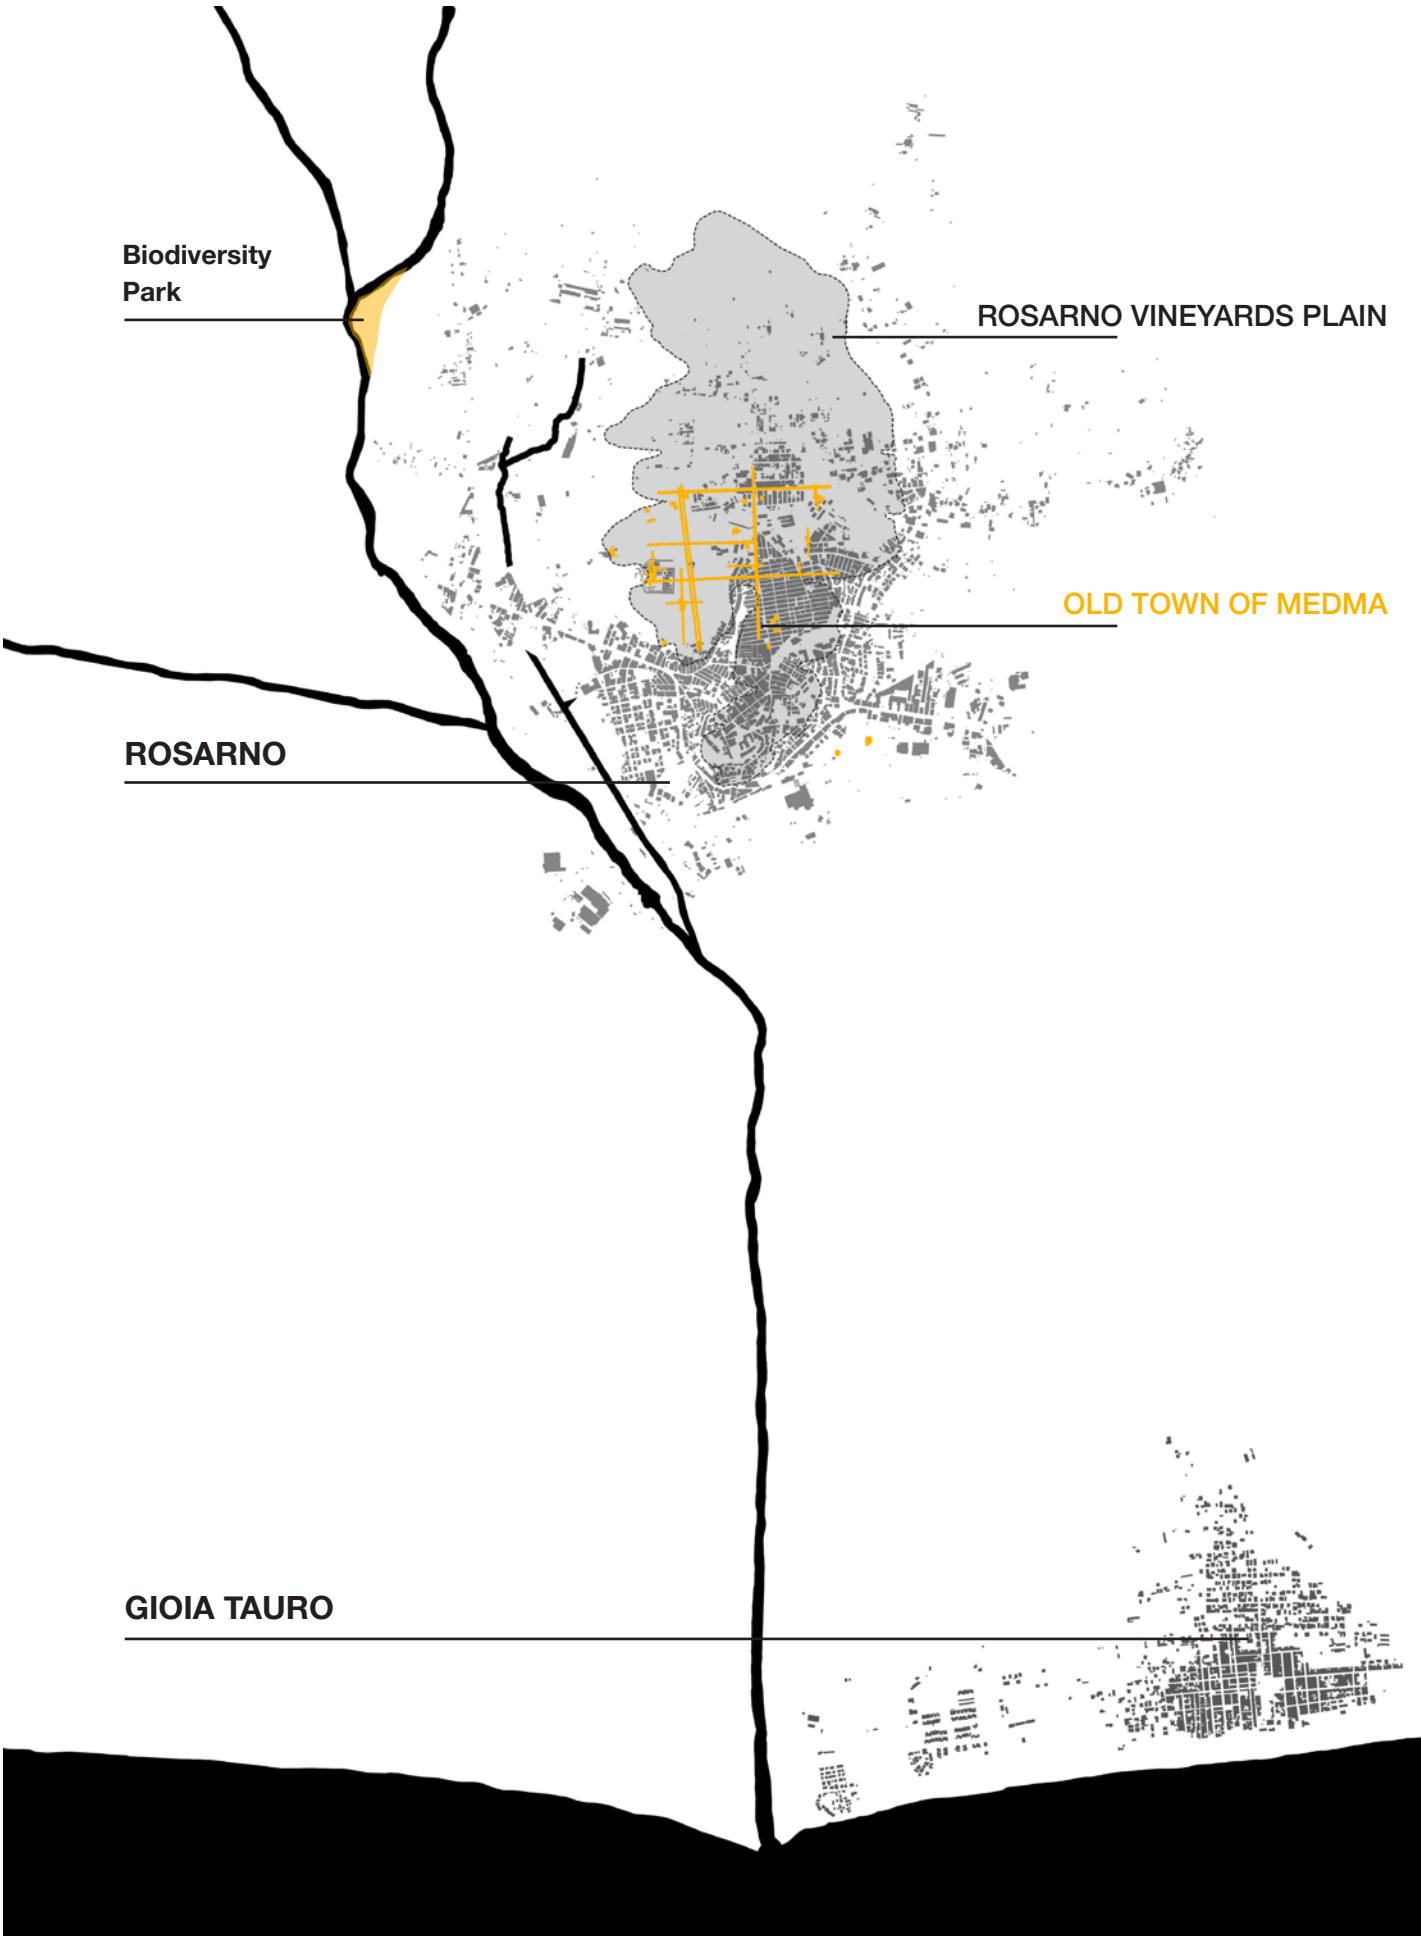 Biodiversity
Park
ROSARNO VINEYARDS PLAIN
OLD TOWN OF MEDMA
ROSARNO
GIOIA TAURO